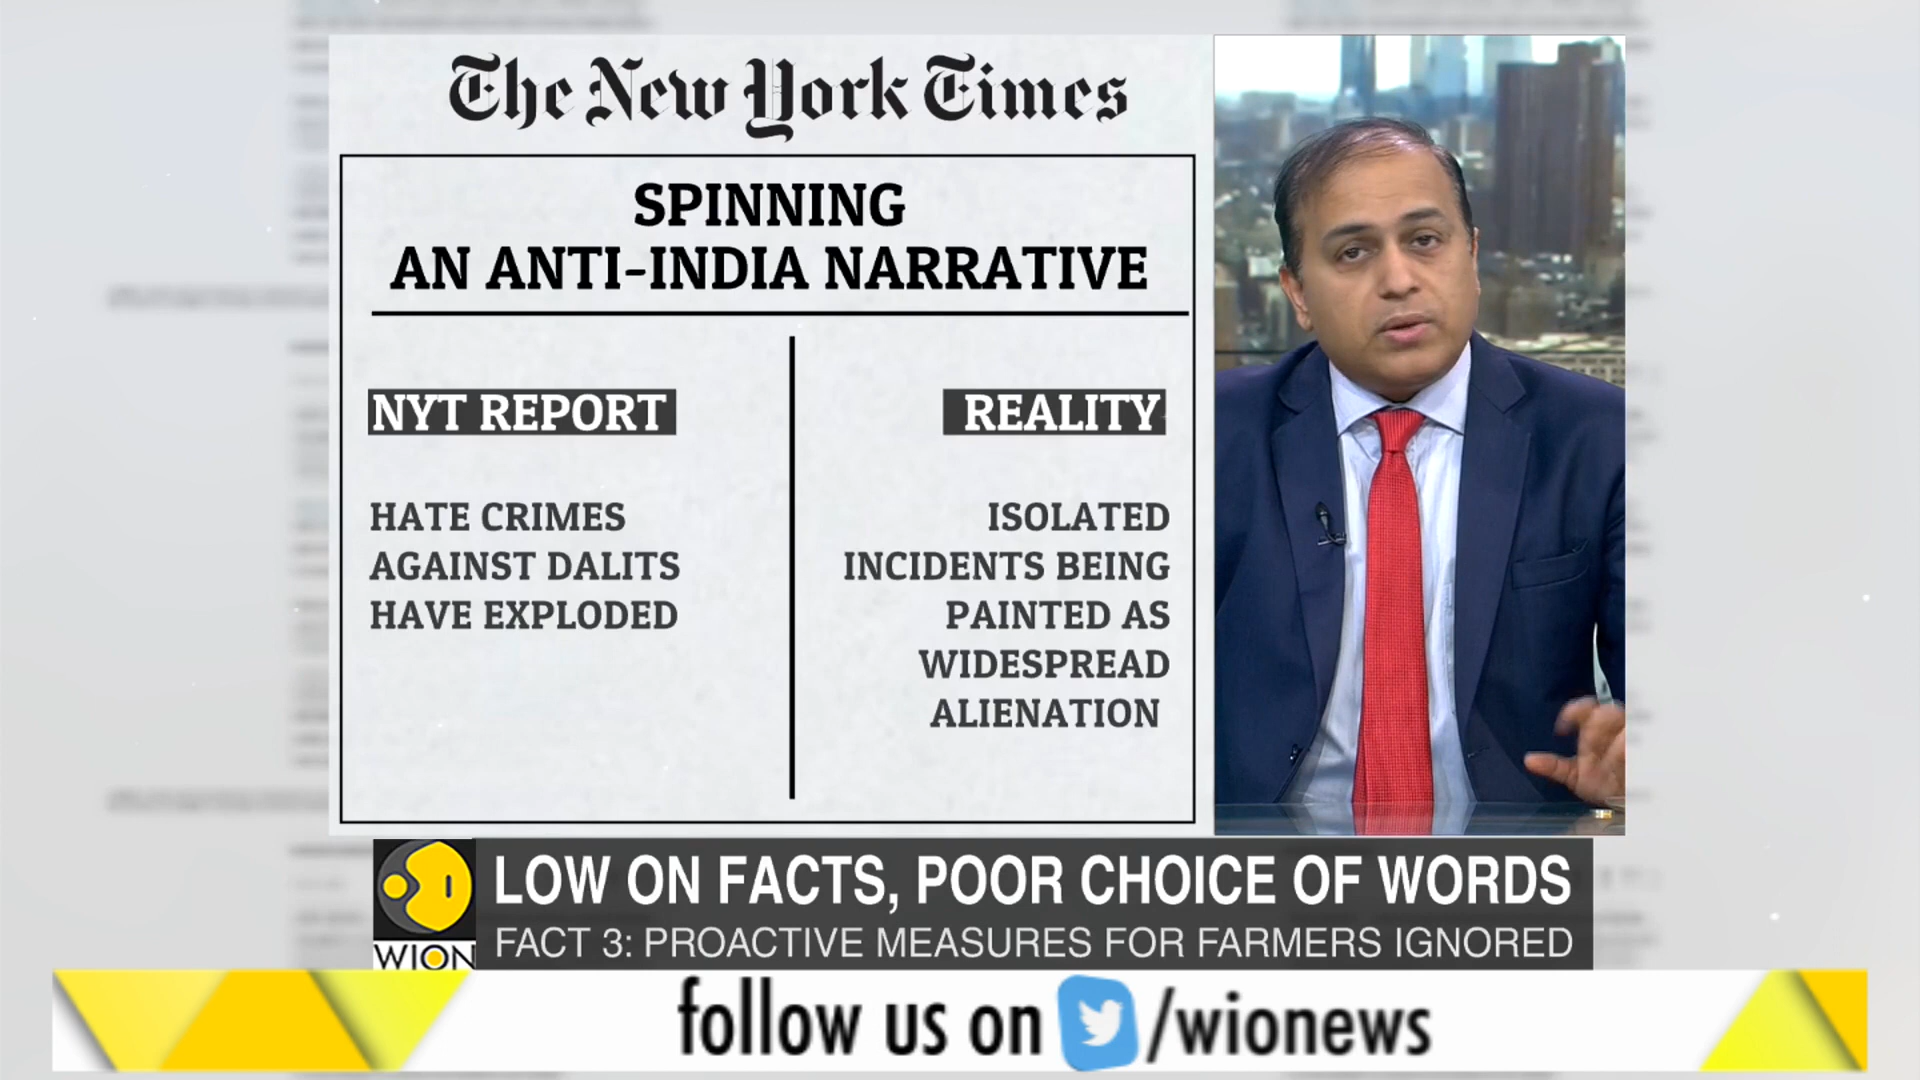 The New York Times
SPINNING
AN ANTI-INDIA NARRATIVE
NYT REPORT
HATE CRIMES
AGAINST DALITS
HAVE EXPLODED
REALITY
ISOLATED
INCIDENTS BEING
PAINTED AS
WIDESPREAD
ALIENATION
LOW ON FACTS, POOR CHOICE OF WORDS
FACT 3: PROACTIVE MEASURES FOR FARMERS IGNORED
WION
follow us on /wionews